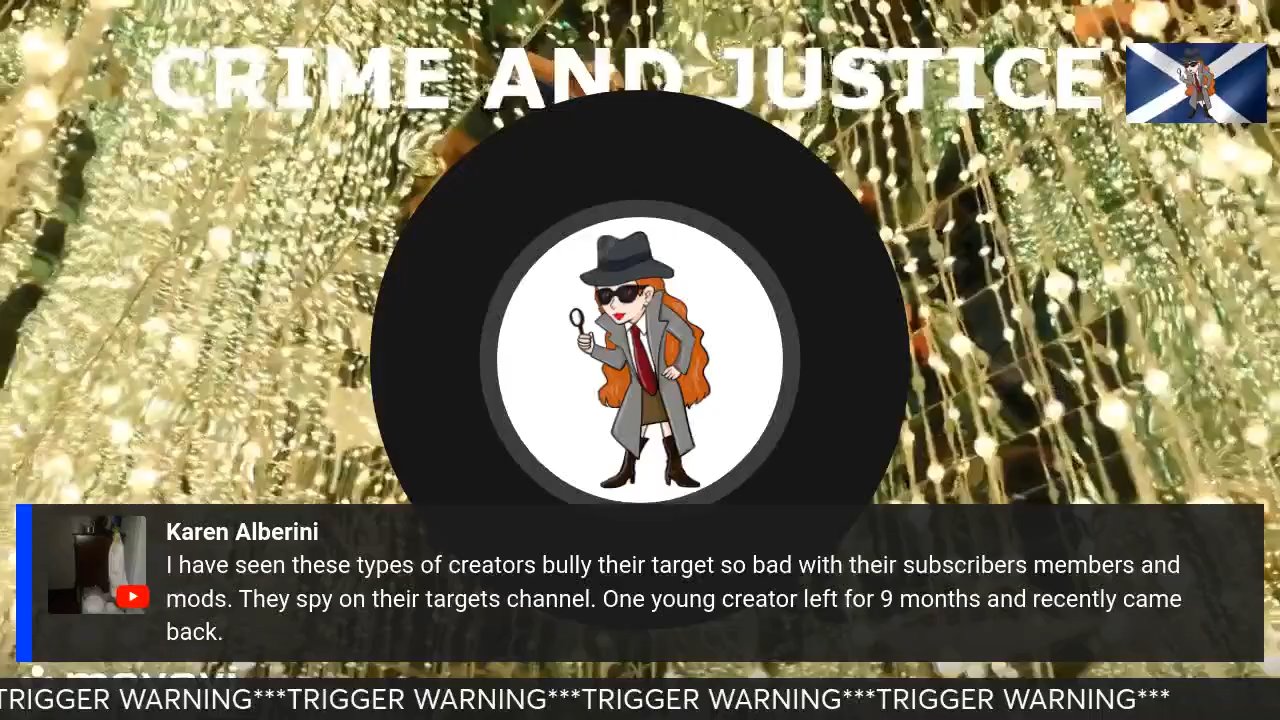 CRIME AND JUSTICE
Karen Alberini
I have seen these types of creators bully their target so bad with their subscribers members and
mods. They spy on their targets channel. One young creator left for 9 months and recently came
back.
TRIGGER WARNING***TRIGGER WARNING***TRIGGER WARNING***TRIGGER WARNING***